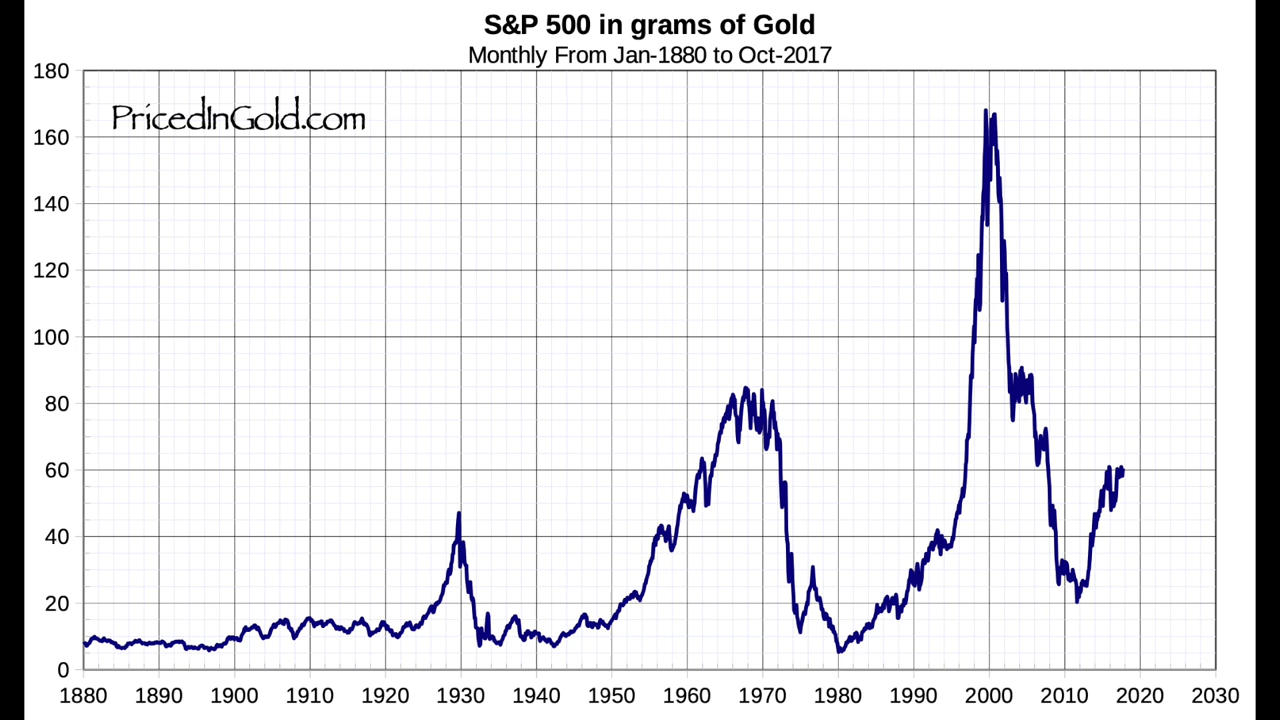 S&P 500 in grams of Gold
Monthly From Jan-1880 to Oct-2017
PricedInGold.com
180
160
140
120
100
80
60
40
20
0
1880 1890 1900 1910 1920 1930 1940 1950 1960 1970 1980 1990 2000 2010 2020 2030